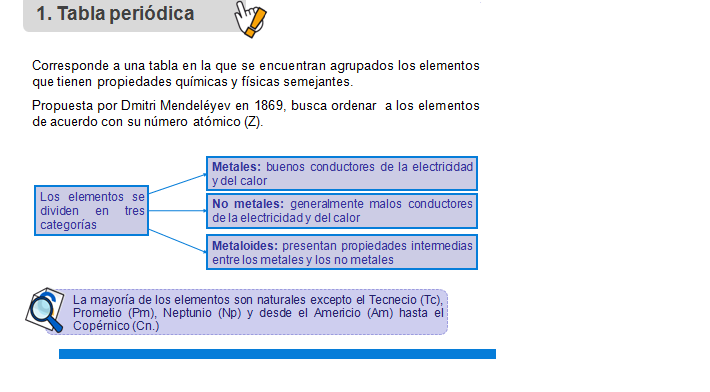 1. Tabla periódica
Corresponde a una tabla en la que se encuentran agrupados los elementos
que tienen propiedades químicas y físicas semejantes.
Propuesta por Dmitri Mendeléyev en 1869, busca ordenar a los elementos
de acuerdo con su número atómico (Z).
Los elementos se
dividen en tres
categorías
Metales: buenos conductores de la electricidad
y del calor
No metales: generalmente malos conductores
de la electricidad y del calor
Metaloides: presentan propiedades intermedias
entre los metales y los no metales
La mayoría de los elementos son naturales excepto el Tecnecio (Tc),
Prometio (Pm), Neptunio (Np) y desde el Americio (Am) hasta el
Copérnico (Cn.)